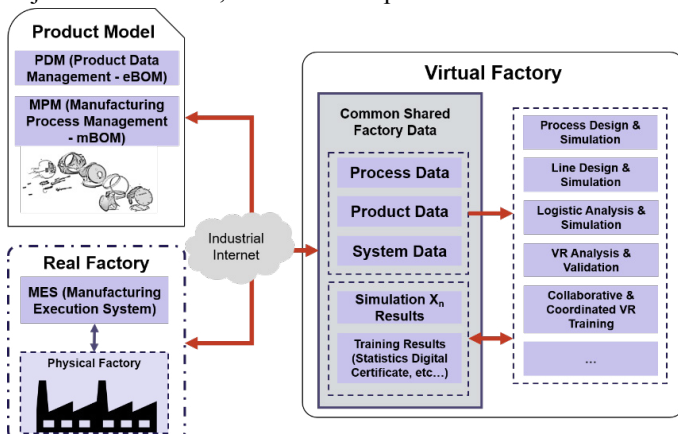 Product Model
PDM (Product Data
Management - eBOM)
MPM (Manufacturing
Process Management
- mBOM)
Real Factory
MES (Manufacturing
Execution System)
Physical Factory
Industrial
Internet
Virtual Factory
Common Shared
Factory Data
Process Data
Product Data
System Data
Simulation Xn
Results
Training Results
(Statistics Digital
Certificate, etc…)
Process Design &
Simulation
Line Design &
Simulation
Logistic Analysis &
Simulation
VR Analysis &
Validation
Collaborative &
Coordinated VR
Training
…